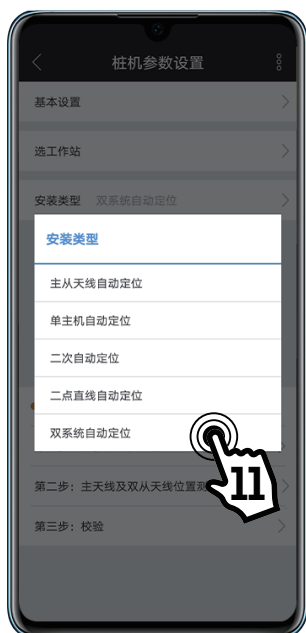 桩机参数设置
基本设置
选工作站
安装类型 双系统自动定位
安装类型
主从天线自动定位
单主机自动定位
二次自动定位
二点直线自动定位
双系统自动定位
11
第二步：主天线及双从天线位置测
第三步：校验